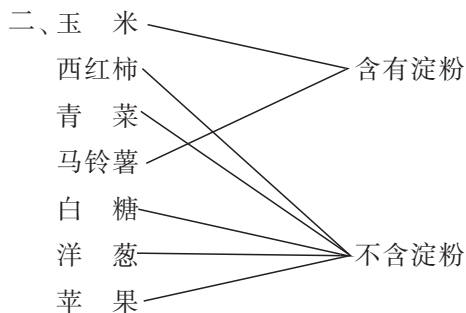 二、玉 米
西红柿
含有淀粉
青 菜
马铃薯
白 糖
洋 葱
不含淀粉
苹 果